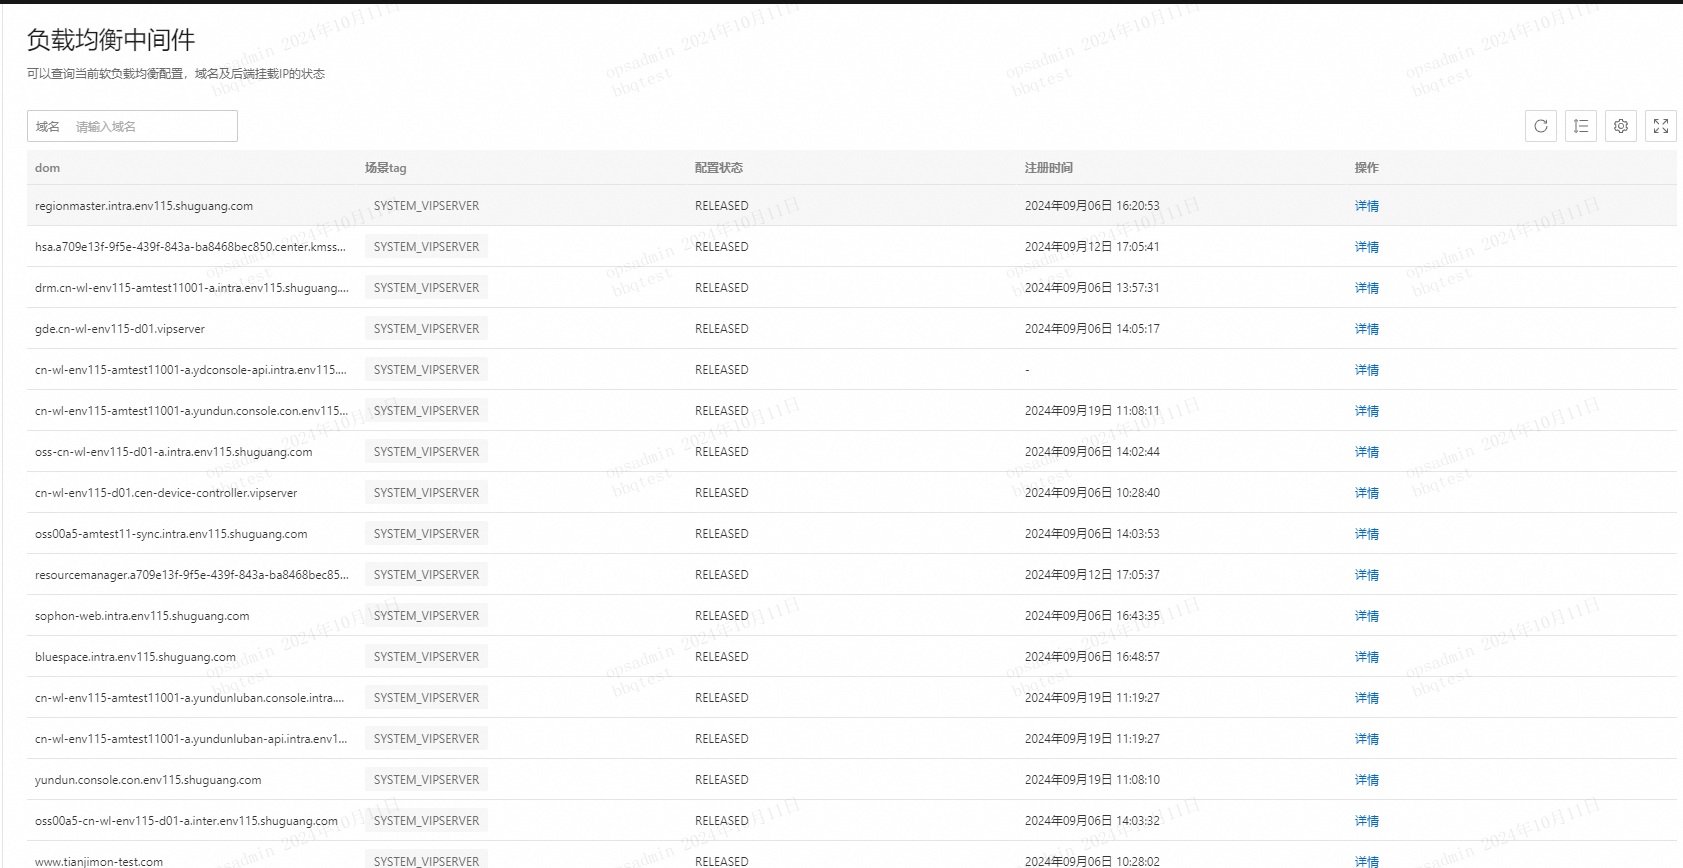 负载均衡中间件
可以查询当前软负载均衡配置，域名及后端挂载IP的状态
域名 请输入域名
dom 场景tag 配置状态 注册时间 操作
regionmaster.intra.env115.shuguang.com SYSTEM_VIPSERVER RELEASED 2024年09月06日 16:20:53 详情
hsa.a709e13f-9f5e-439f-843a-ba8468bec850.center.kmss... SYSTEM_VIPSERVER RELEASED 2024年09月12日 17:05:41 详情
drm.cn-wl-env115-amtest11001-a.intra.env115.shuguang.... SYSTEM_VIPSERVER RELEASED 2024年09月06日 13:57:31 详情
gde.cn-wl-env115-d01.vipserver SYSTEM_VIPSERVER RELEASED 2024年09月06日 14:05:17 详情
cn-wl-env115-amtest11001-a.ydconsole-api.intra.env115.... SYSTEM_VIPSERVER RELEASED - 详情
cn-wl-env115-amtest11001-a.yundun.console.con.env115... SYSTEM_VIPSERVER RELEASED 2024年09月19日 11:08:11 详情
oss-cn-wl-env115-d01-a.intra.env115.shuguang.com SYSTEM_VIPSERVER RELEASED 2024年09月06日 14:02:44 详情
cn-wl-env115-d01.cen-device-controller.vipserver SYSTEM_VIPSERVER RELEASED 2024年09月06日 10:28:40 详情
oss00a5-amtest11-sync.intra.env115.shuguang.com SYSTEM_VIPSERVER RELEASED 2024年09月06日 14:03:53 详情
resourcemanager.a709e13f-9f5e-439f-843a-ba8468bec85... SYSTEM_VIPSERVER RELEASED 2024年09月12日 17:05:37 详情
sophon-web.intra.env115.shuguang.com SYSTEM_VIPSERVER RELEASED 2024年09月06日 16:43:35 详情
bluespace.intra.env115.shuguang.com SYSTEM_VIPSERVER RELEASED 2024年09月06日 16:48:57 详情
cn-wl-env115-amtest11001-a.yundunluban.console.intra.... SYSTEM_VIPSERVER RELEASED 2024年09月19日 11:19:27 详情
cn-wl-env115-amtest11001-a.yundunluban-api.intra.env1... SYSTEM_VIPSERVER RELEASED 2024年09月19日 11:19:27 详情
yundun.console.con.env115.shuguang.com SYSTEM_VIPSERVER RELEASED 2024年09月19日 11:08:10 详情
oss00a5-cn-wl-env115-d01-a.inter.env115.shuguang.com SYSTEM_VIPSERVER RELEASED 2024年09月06日 14:03:32 详情
www.tianjimon-test.com SYSTEM_VIPSERVER RELEASED 2024年09月06日 10:28:02 详情
opsadmin 2024年10月11日
bbqtest